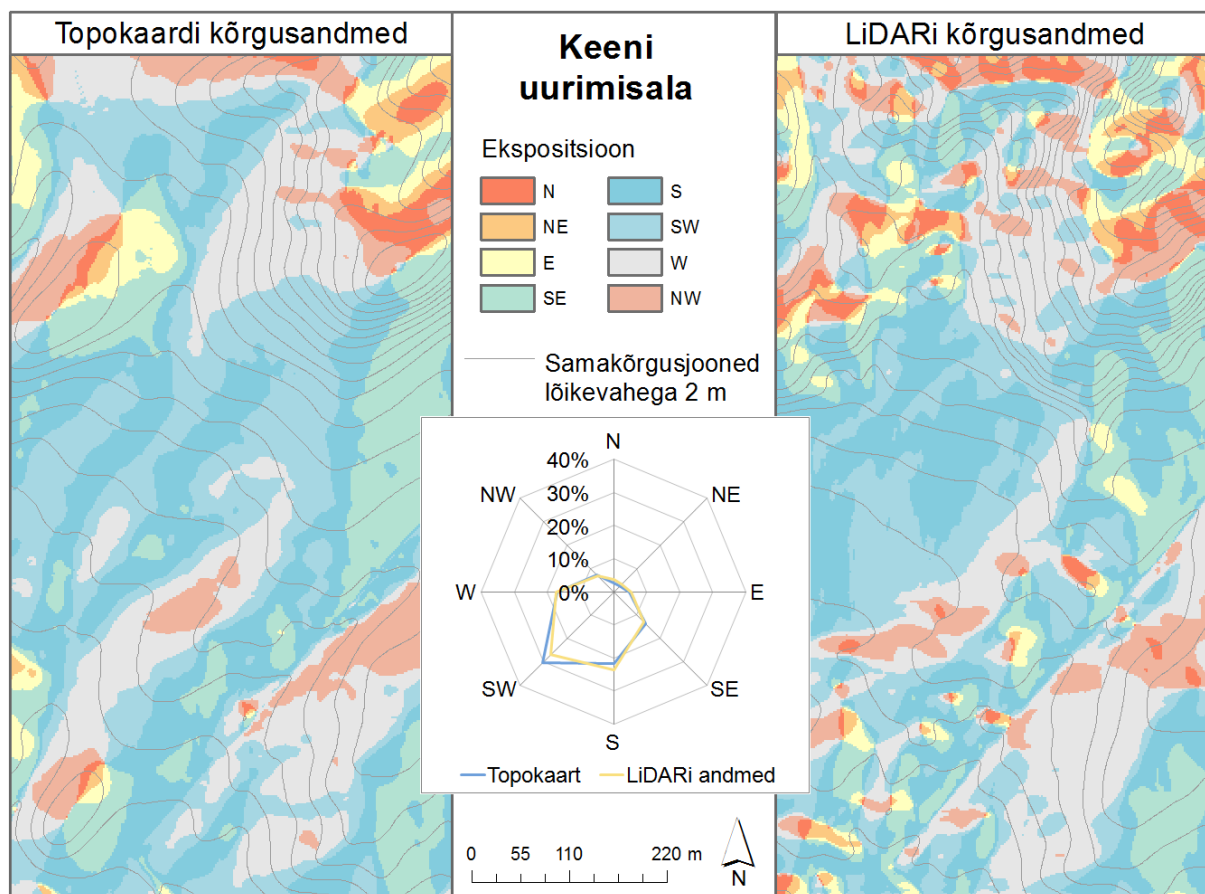 Topokaardi kõrgusandmed
Keeni
uurimisala
LiDARi kõrgusandmed
Ekspositsioon
N
S
NE
SW
E
W
SE
NW
Samakõrgusjooned
lõikevahega 2 m
N
40%
NW
30%
NE
20%
10%
W
0%
E
SW
SE
S
Topokaart
LiDARi andmed
0 55 110 220 m
N